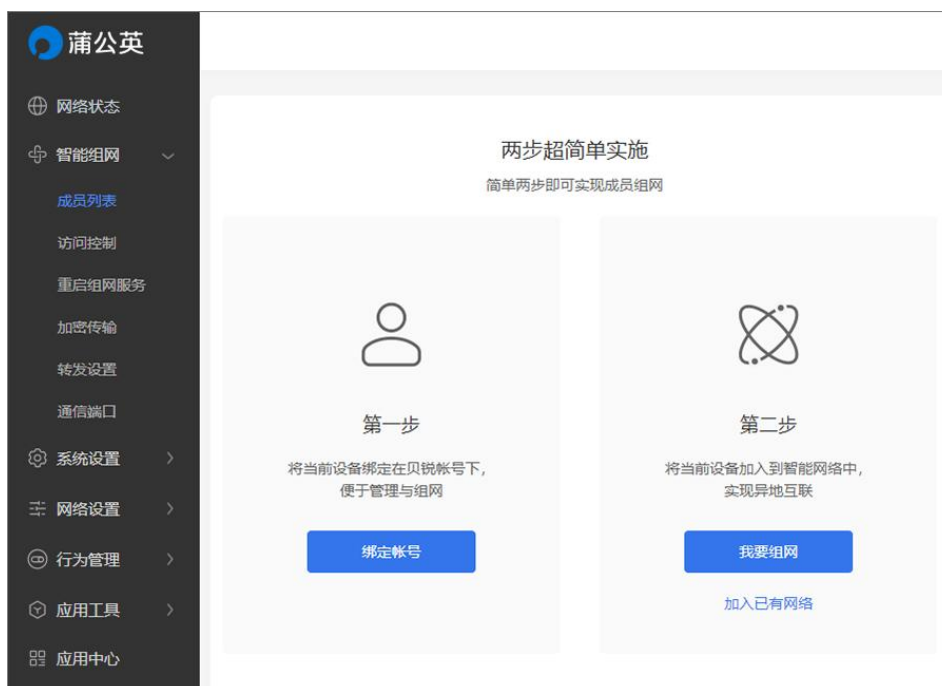 蒲公英
网络状态
智能组网
成员列表
访问控制
重启组网服务
加密传输
转发设置
通信端口
系统设置
网络设置
行为管理
应用工具
应用中心
两步超简单实施
简单两步即可实现成员组网
第一步
将当前设备绑定在贝锐帐号下，
便于管理与组网
绑定帐号
第二步
将当前设备加入到智能网络中，
实现异地互联
我要组网
加入已有网络